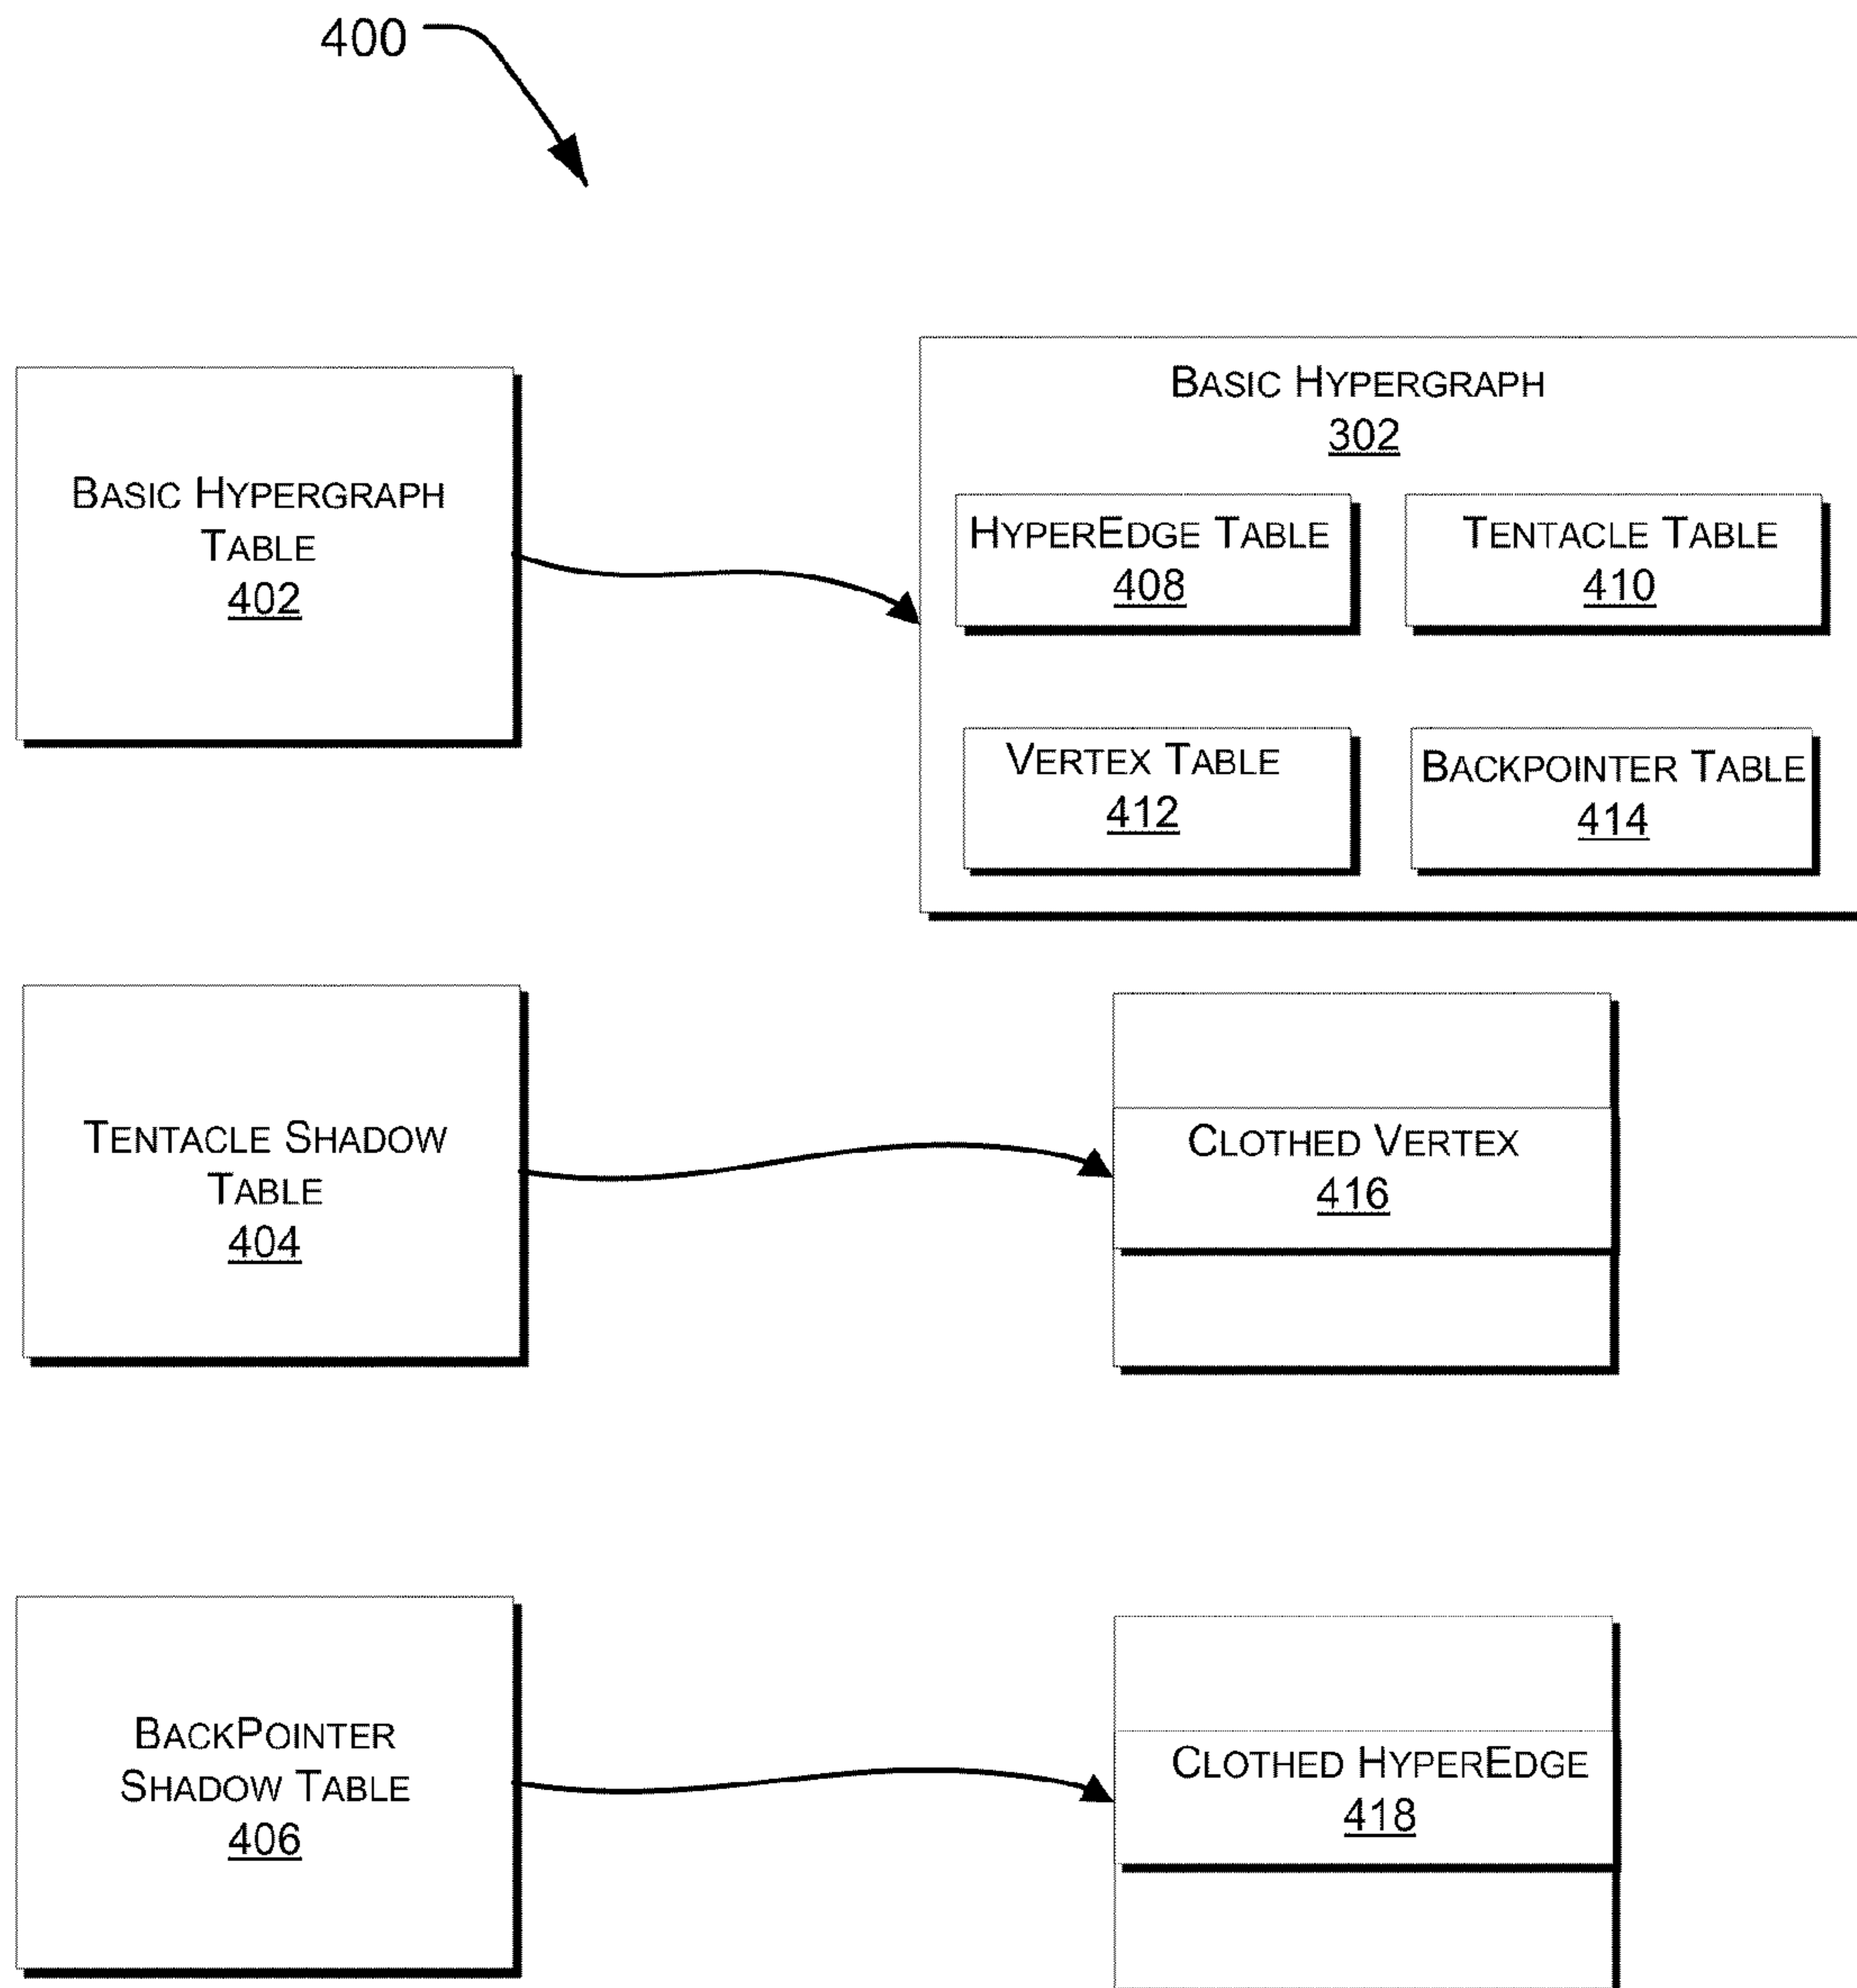 400
BASIC HYPERGRAPH
TABLE
402
BASIC HYPERGRAPH
302
HYPEREDGE TABLE
408
TENTACLE TABLE
410
VERTEX TABLE
412
BACKPOINTER TABLE
414
TENTACLE SHADOW
TABLE
404
CLOTHED VERTEX
416
BACKPOINTER
SHADOW TABLE
406
CLOTHED HYPEREDGE
418